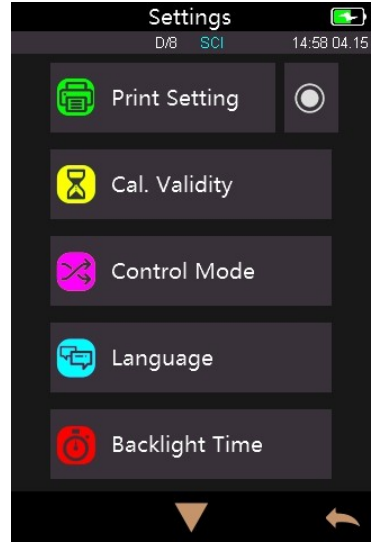 Settings
D/8 SCI 14:58 04.15
Print Setting
Cal. Validity
Control Mode
Language
Backlight Time